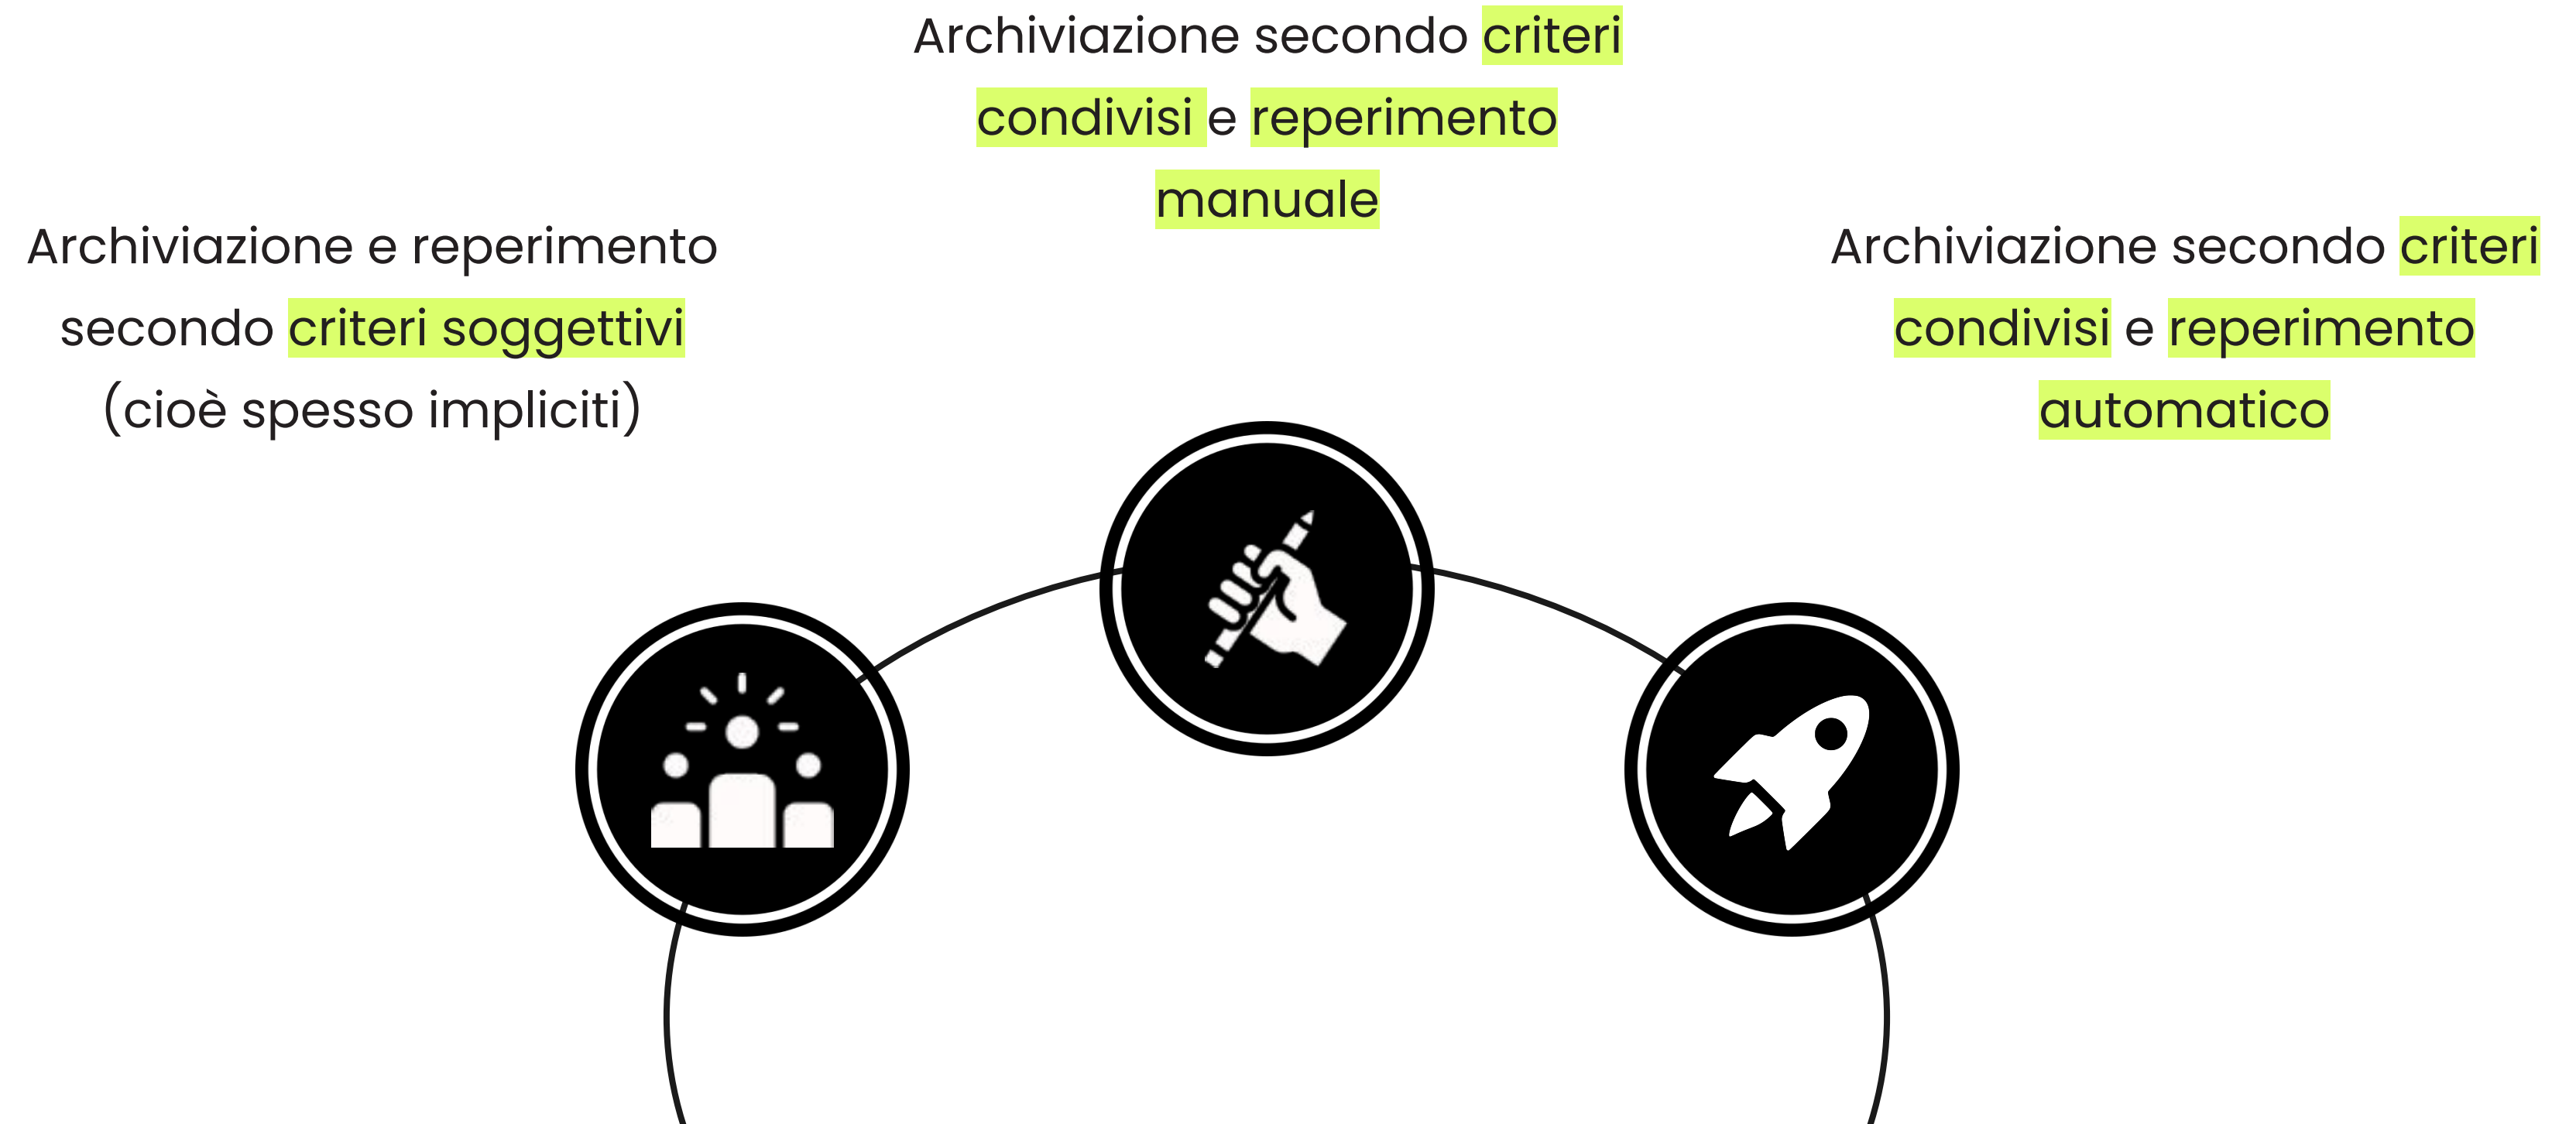 Archiviazione e reperimento
secondo criteri soggettivi
(cioè spesso impliciti)
Archiviazione secondo criteri
condivisi e reperimento
manuale
Archiviazione secondo criteri
condivisi e reperimento
automatico